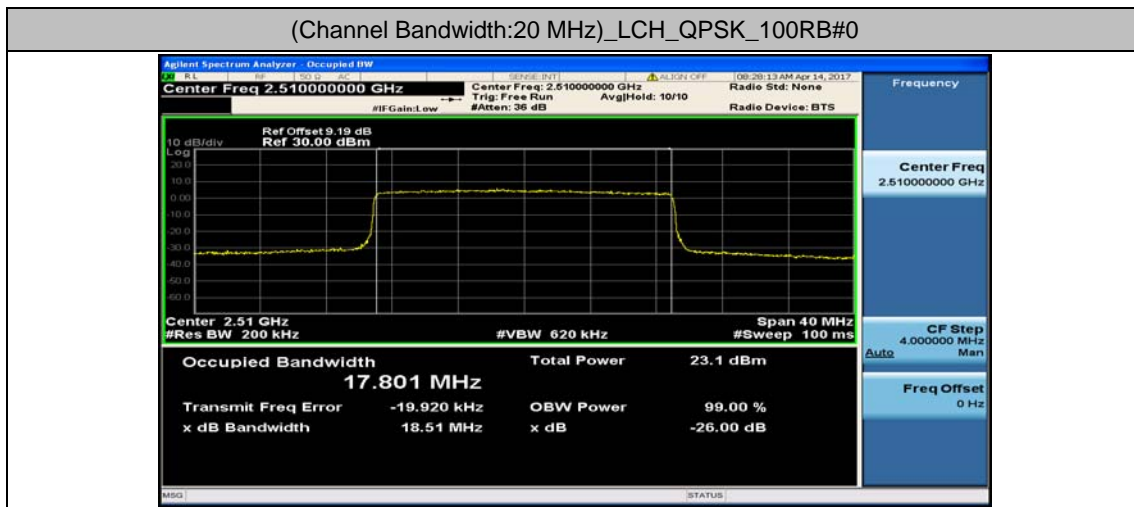 (Channel Bandwidth:20 MHz)_LCH_QPSK_100RB#0
Agilent Spectrum Analyzer - Occupied BW
RL RF 50 Ω AC SENSE:INT ALIGN OFF 08:28:13 AM Apr 14, 2017
Center Freq 2.510000000 GHz
Center Freq: 2.510000000 GHz
Radio Std: None
Trig: Free Run Avg|Hold: 10/10
#IFGain:Low #Atten: 36 dB Radio Device: BTS
Ref Offset 9.19 dB
10 dB/div Ref 30.00 dBm
Log
20.0
10.0
0.00
-10.0
-20.0
-30.0
-40.0
-50.0
-60.0
Center 2.51 GHz Span 40 MHz
#Res BW 200 kHz #VBW 620 kHz #Sweep 100 ms
Occupied Bandwidth Total Power 23.1 dBm
17.801 MHz
Transmit Freq Error -19.920 kHz OBW Power 99.00 %
x dB Bandwidth 18.51 MHz x dB -26.00 dB
MSG STATUS
Frequency
Center Freq
2.510000000 GHz
CF Step
4.000000 MHz
Auto Man
Freq Offset
0 Hz